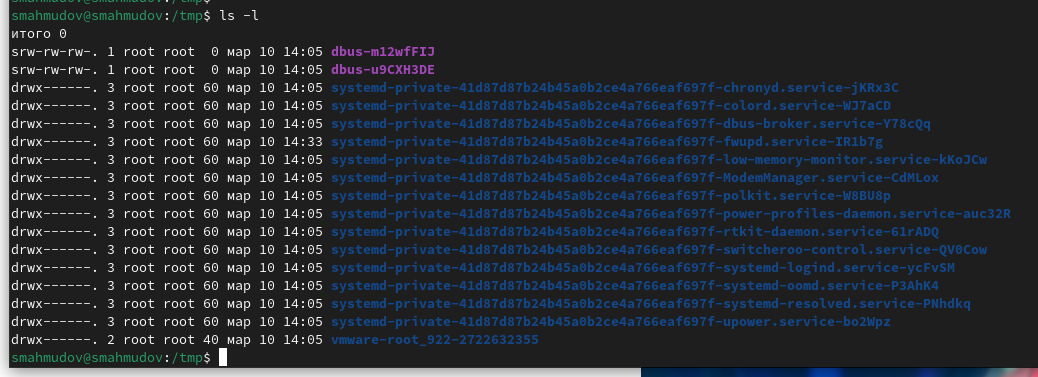 smahmudov@smahmudov:/tmp$ ls -l
итого 0
srw-rw-rw-. 1 root root  0 мар 10 14:05 dbus-m12wfFIJ
srw-rw-rw-. 1 root root  0 мар 10 14:05 dbus-u9CXH3DE
drwx------. 3 root root 60 мар 10 14:05 systemd-private-41d87d87b24b45a0b2ce4a766eaf697f-chronyd.service-jKRx3C
drwx------. 3 root root 60 мар 10 14:05 systemd-private-41d87d87b24b45a0b2ce4a766eaf697f-colord.service-WJ7aCD
drwx------. 3 root root 60 мар 10 14:05 systemd-private-41d87d87b24b45a0b2ce4a766eaf697f-dbus-broker.service-Y78cQq
drwx------. 3 root root 60 мар 10 14:33 systemd-private-41d87d87b24b45a0b2ce4a766eaf697f-fwupd.service-IR1b7g
drwx------. 3 root root 60 мар 10 14:05 systemd-private-41d87d87b24b45a0b2ce4a766eaf697f-low-memory-monitor.service-kKoJCw
drwx------. 3 root root 60 мар 10 14:05 systemd-private-41d87d87b24b45a0b2ce4a766eaf697f-ModemManager.service-CdMLox
drwx------. 3 root root 60 мар 10 14:05 systemd-private-41d87d87b24b45a0b2ce4a766eaf697f-polkit.service-W8BU8p
drwx------. 3 root root 60 мар 10 14:05 systemd-private-41d87d87b24b45a0b2ce4a766eaf697f-power-profiles-daemon.service-auc32R
drwx------. 3 root root 60 мар 10 14:05 systemd-private-41d87d87b24b45a0b2ce4a766eaf697f-rtkit-daemon.service-61rADQ
drwx------. 3 root root 60 мар 10 14:05 systemd-private-41d87d87b24b45a0b2ce4a766eaf697f-switcheroo-control.service-QV0Cow
drwx------. 3 root root 60 мар 10 14:05 systemd-private-41d87d87b24b45a0b2ce4a766eaf697f-systemd-logind.service-ycFvSM
drwx------. 3 root root 60 мар 10 14:05 systemd-private-41d87d87b24b45a0b2ce4a766eaf697f-systemd-oomd.service-P3AhK4
drwx------. 3 root root 60 мар 10 14:05 systemd-private-41d87d87b24b45a0b2ce4a766eaf697f-systemd-resolved.service-PNhdkq
drwx------. 3 root root 60 мар 10 14:05 systemd-private-41d87d87b24b45a0b2ce4a766eaf697f-upower.service-bo2Wpz
drwx------. 2 root root 40 мар 10 14:05 vmware-root_922-2722632355
smahmudov@smahmudov:/tmp$